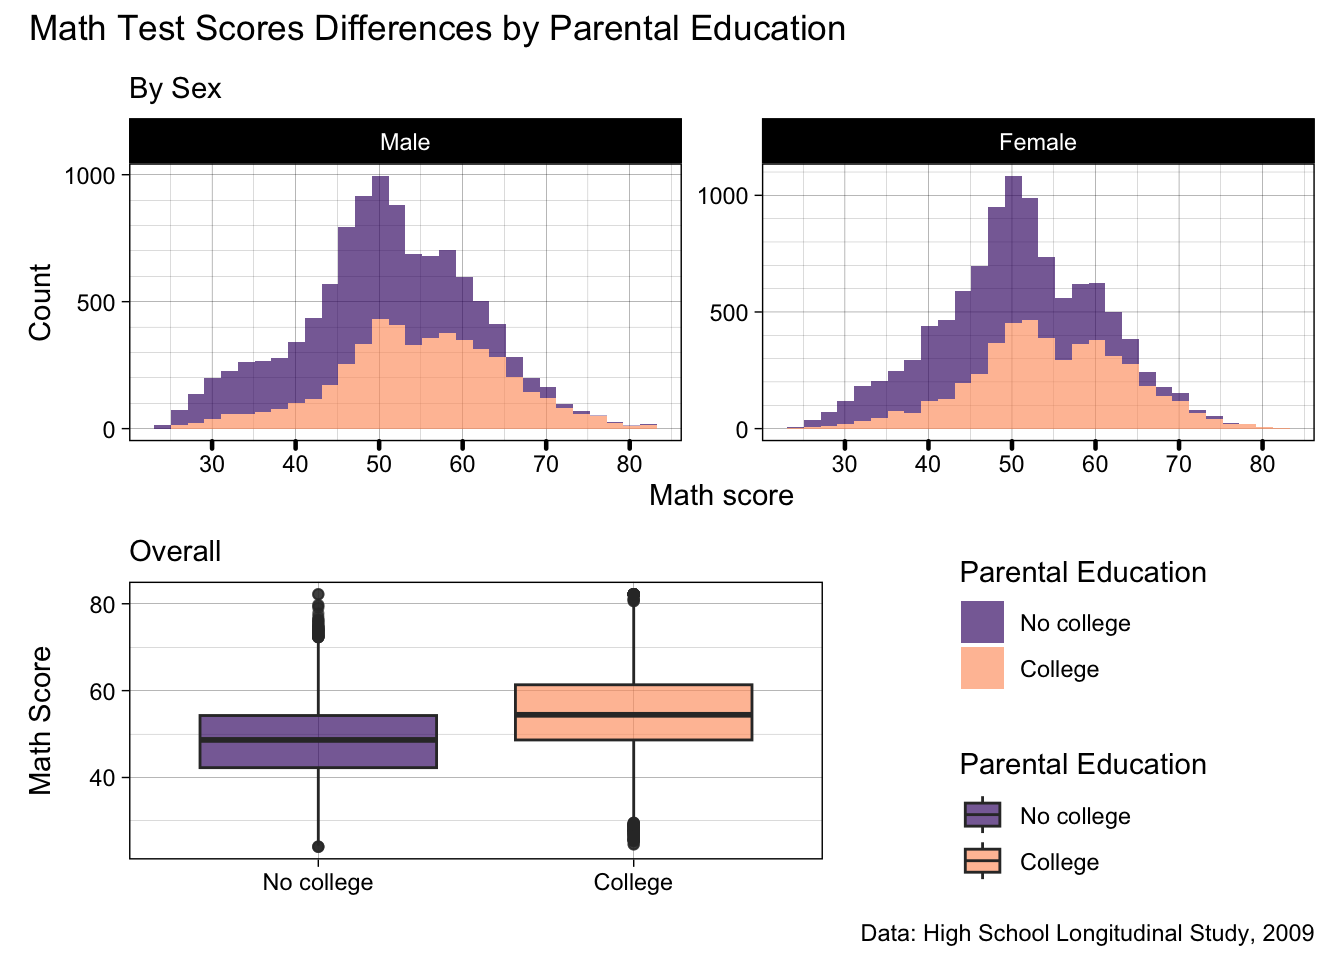 Math Test Scores Differences by Parental Education
By Sex
Male
Female
Count
1000
500
0
1000
500
0
30 40 50 60 70 80
30 40 50 60 70 80
Math score
Overall
Math Score
80
60
40
No college College
Parental Education
No college
College
Parental Education
No college
College
Data: High School Longitudinal Study, 2009